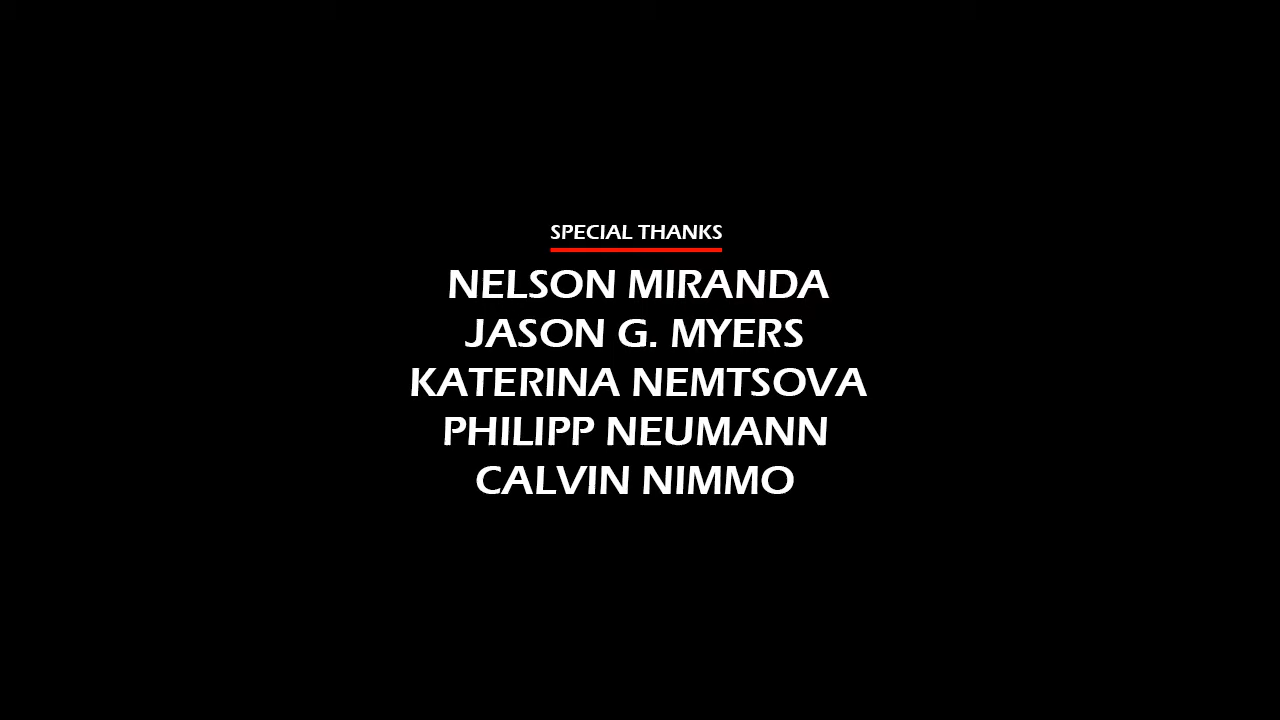 SPECIAL THANKS
NELSON MIRANDA
JASON G. MYERS
KATERINA NEMTSOVA
PHILIPP NEUMANN
CALVIN NIMMO